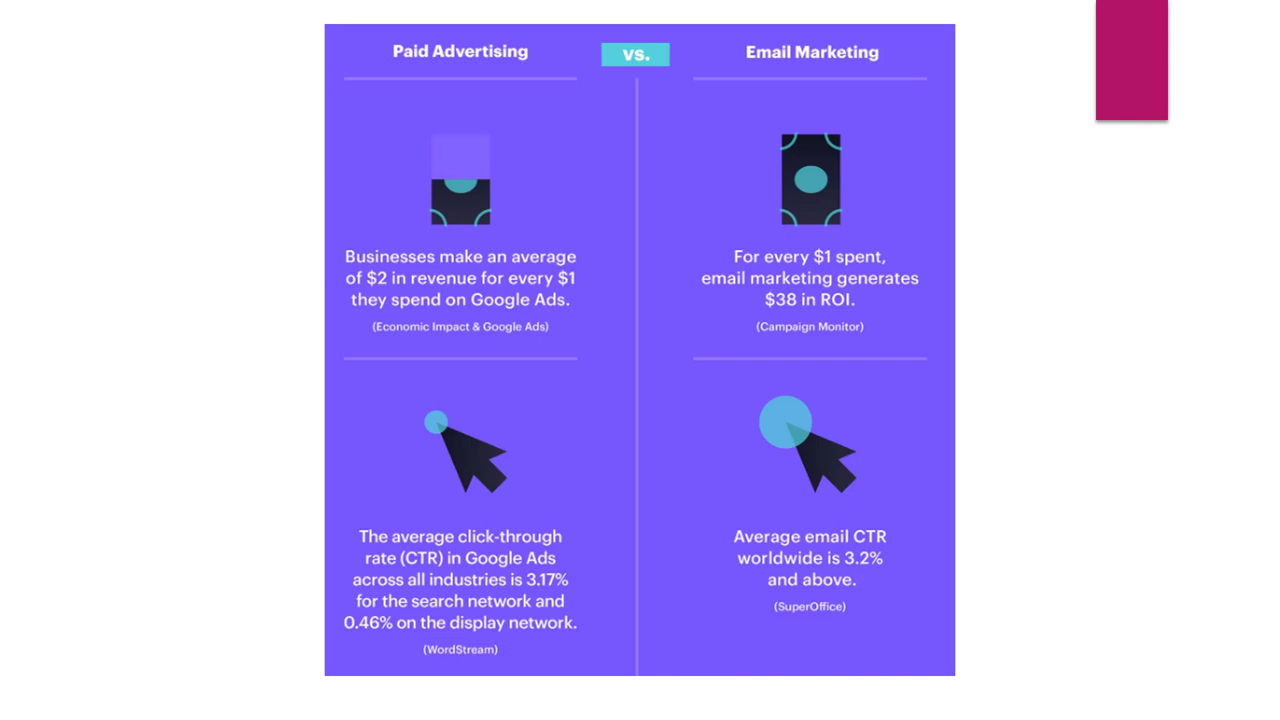 Paid Advertising
vs.
Email Marketing
Businesses make an average
of $2 in revenue for every $1
they spend on Google Ads.
(Economic Impact & Google Ads)
For every $1 spent,
email marketing generates
$38 in ROI.
(Campaign Monitor)
The average click-through
rate (CTR) in Google Ads
across all industries is 3.17%
for the search network and
0.46% on the display network.
(WordStream)
Average email CTR
worldwide is 3.2%
and above.
(SuperOffice)